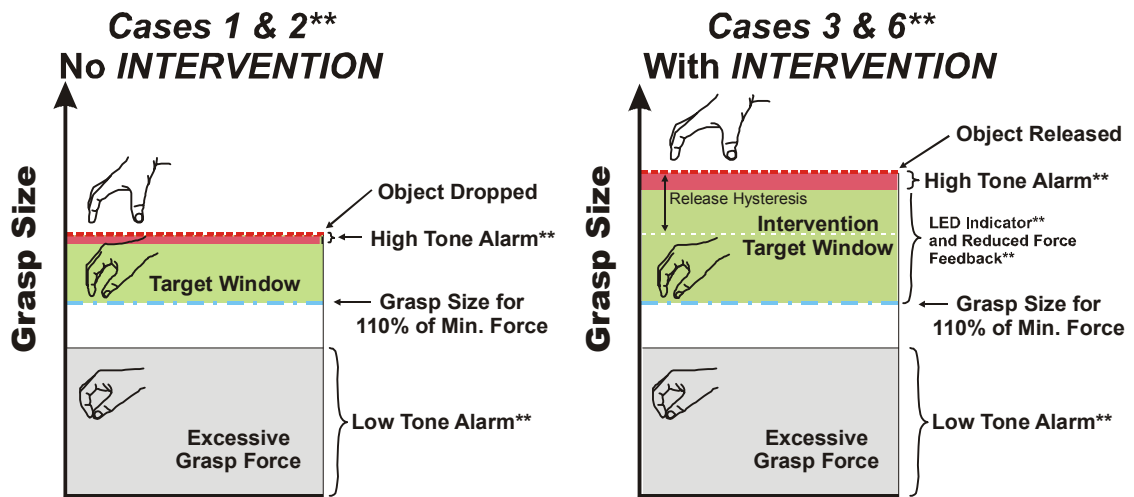 Cases 1 & 2**
No INTERVENTION
Grasp Size
Object Dropped
High Tone Alarm**
Target Window
Grasp Size for
110% of Min. Force
Low Tone Alarm**
Excessive
Grasp Force
Cases 3 & 6**
With INTERVENTION
Grasp Size
Object Released
High Tone Alarm**
Release Hysteresis
Intervention
Target Window
LED Indicator**
and Reduced Force
Feedback**
Grasp Size for
110% of Min. Force
Low Tone Alarm**
Excessive
Grasp Force